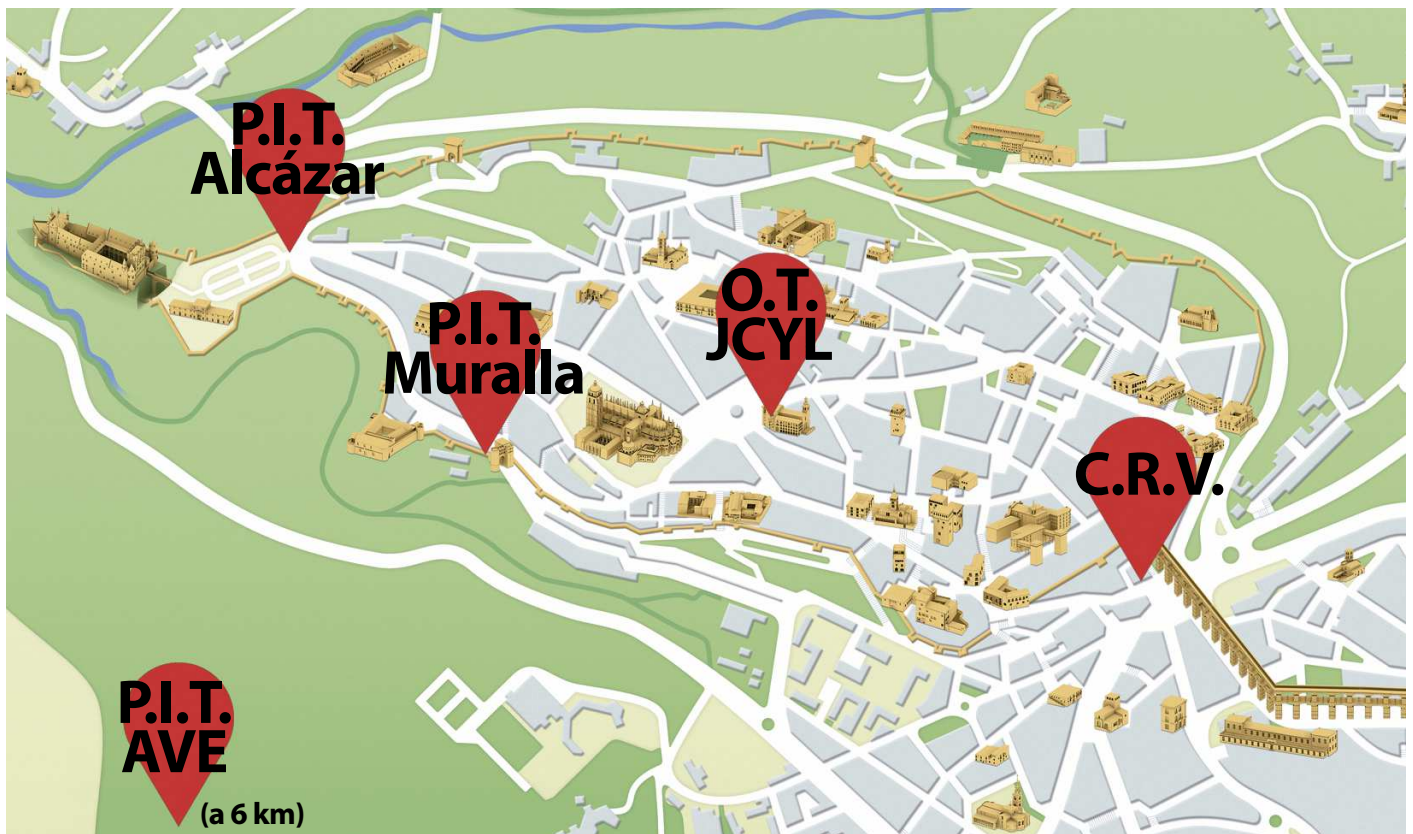 P.I.T.
Alcázar
P.I.T.
Muralla
O.T.
JCYL
C.R.V.
P.I.T.
AVE
(a 6 km)